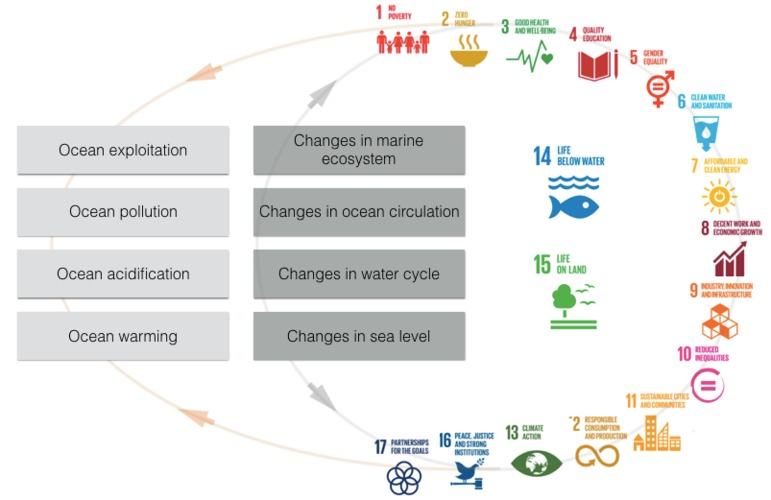 1 NO
POVERTY
2 ZERO
HUNGER
3 GOOD HEALTH
AND WELL-BEING
4 QUALITY
EDUCATION
5 GENDER
EQUALITY
6 CLEAN WATER
AND SANITATION
7 AFFORDABLE AND
CLEAN ENERGY
8 DECENT WORK AND
ECONOMIC GROWTH
9 INDUSTRY, INNOVATION
AND INFRASTRUCTURE
10 REDUCED
INEQUALITIES
11 SUSTAINABLE CITIES
AND COMMUNITIES
2 RESPONSIBLE
CONSUMPTION
AND PRODUCTION
13 CLIMATE
ACTION
16 PEACE, JUSTICE
AND STRONG
INSTITUTIONS
17 PARTNERSHIPS
FOR THE GOALS
14 LIFE
BELOW WATER
15 LIFE
ON LAND
Ocean exploitation
Ocean pollution
Ocean acidification
Ocean warming
Changes in marine
ecosystem
Changes in ocean circulation
Changes in water cycle
Changes in sea level